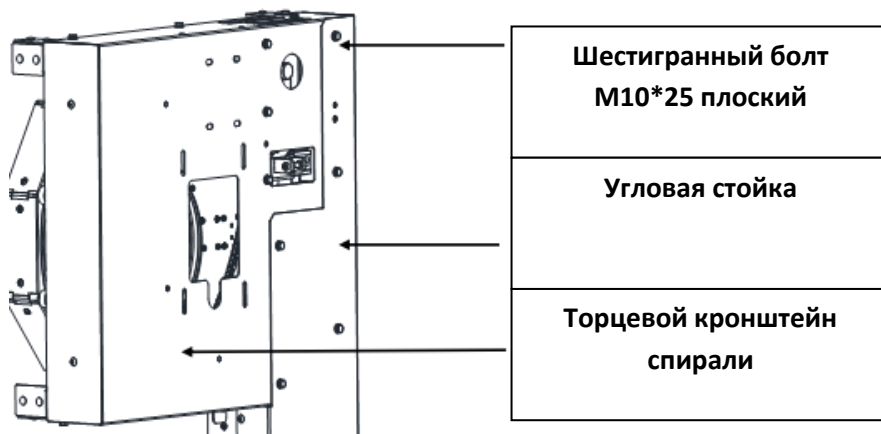 Шестигранный болт
М10*25 плоский
Угловая стойка
Торцевой кронштейн
спирали